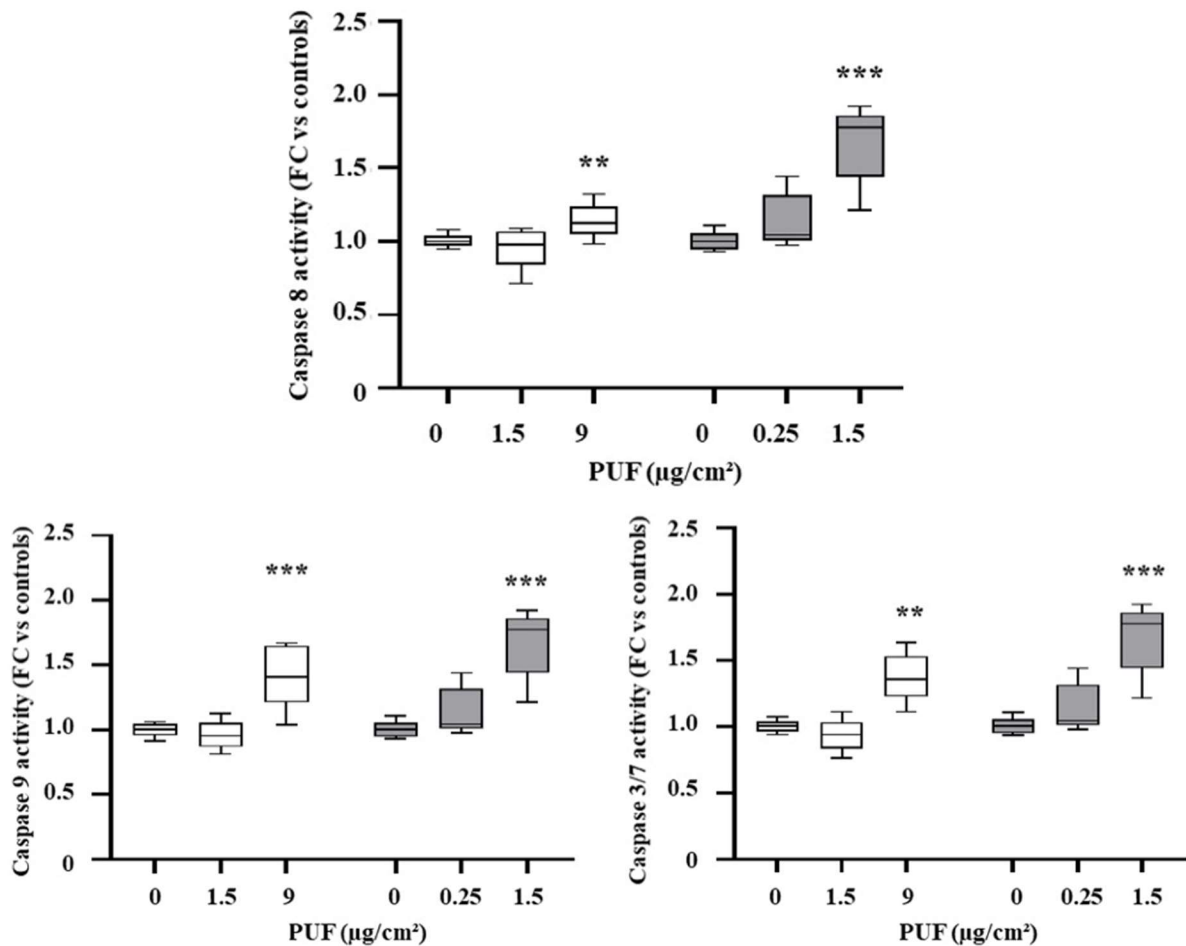 Caspase 8 activity (FC vs controls)
2.5
2.0
1.5
1.0
0.5
0
**
***
0 1.5 9 0 0.25 1.5
PUF (µg/cm²)
Caspase 9 activity (FC vs controls)
2.5
2.0
1.5
1.0
0.5
0
***
***
0 1.5 9 0 0.25 1.5
PUF (µg/cm²)
Caspase 3/7 activity (FC vs controls)
2.5
2.0
1.5
1.0
0.5
0
**
***
0 1.5 9 0 0.25 1.5
PUF (µg/cm²)